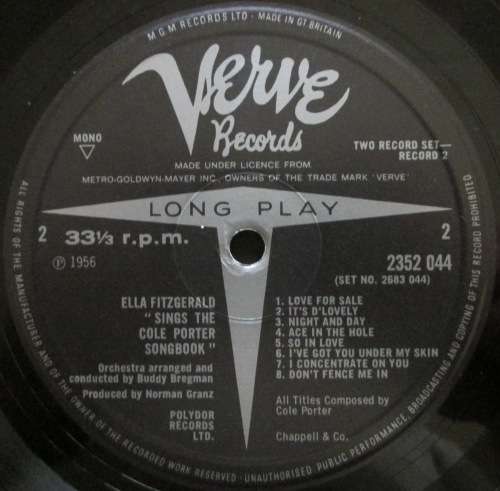 M G M RECORDS LTD · MADE IN GT BRITAIN
Verve
Records
MONO
TWO RECORD SET—
RECORD 2
MADE UNDER LICENCE FROM
METRO-GOLDWYN-MAYER INC., OWNERS OF THE TRADE MARK 'VERVE'
LONG PLAY
2
33⅓ r.p.m.
2
℗ 1956
2352 044
(SET NO. 2683 044)
ELLA FITZGERALD
"SINGS THE
COLE PORTER
SONGBOOK"
Orchestra arranged and
conducted by Buddy Bregman
Produced by Norman Granz
POLYDOR
RECORDS
LTD.
1. LOVE FOR SALE
2. IT'S D'LOVELY
3. NIGHT AND DAY
4. ACE IN THE HOLE
5. SO IN LOVE
6. I'VE GOT YOU UNDER MY SKIN
7. I CONCENTRATE ON YOU
8. DON'T FENCE ME IN
All Titles Composed by
Cole Porter
Chappell & Co.
ALL RIGHTS OF THE MANUFACTURER AND OF THE OWNER OF THE RECORDED WORK RESERVED · UNAUTHORISED PUBLIC PERFORMANCE, BROADCASTING AND COPYING OF THIS RECORD PROHIBITED